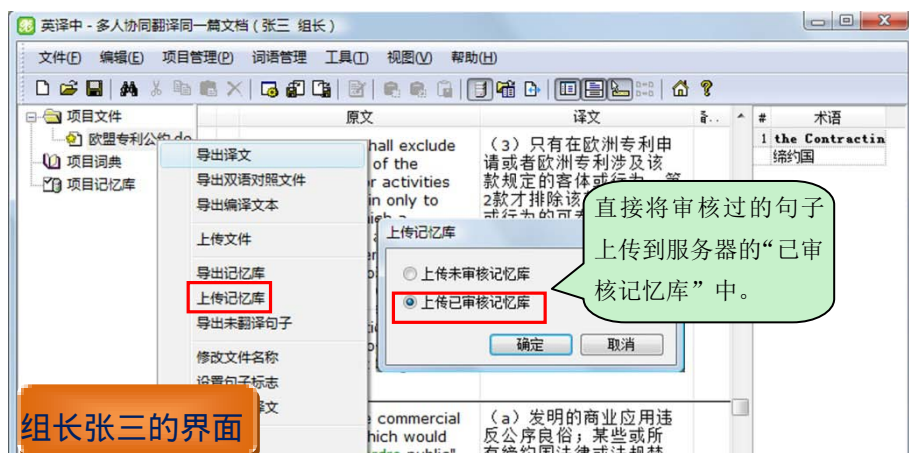 英译中 - 多人协同翻译同一篇文档（张三 组长）
文件(F) 编辑(E) 项目管理(P) 词语管理 工具(T) 视图(V) 帮助(H)
项目文件
欧盟专利公约.do
项目词典
项目记忆库
原文
译文
# 术语
1 the Contractin
缔约国
hall exclude
of the
r activities
in only to
（3）只有在欧洲专利申
请或者欧洲专利涉及该
款规定的客体或行为，第
2款才排除该
导出译文
导出双语对照文件
导出编译文本
上传文件
导出记忆库
上传记忆库
导出未翻译句子
修改文件名称
设置句子标志
译文
上传记忆库
上传未审核记忆库
上传已审核记忆库
确定 取消
直接将审核过的句子
上传到服务器的“已审
核记忆库”中。
commercial
hich would
（a）发明的商业应用违
反公序良俗；某些或所
组长张三的界面